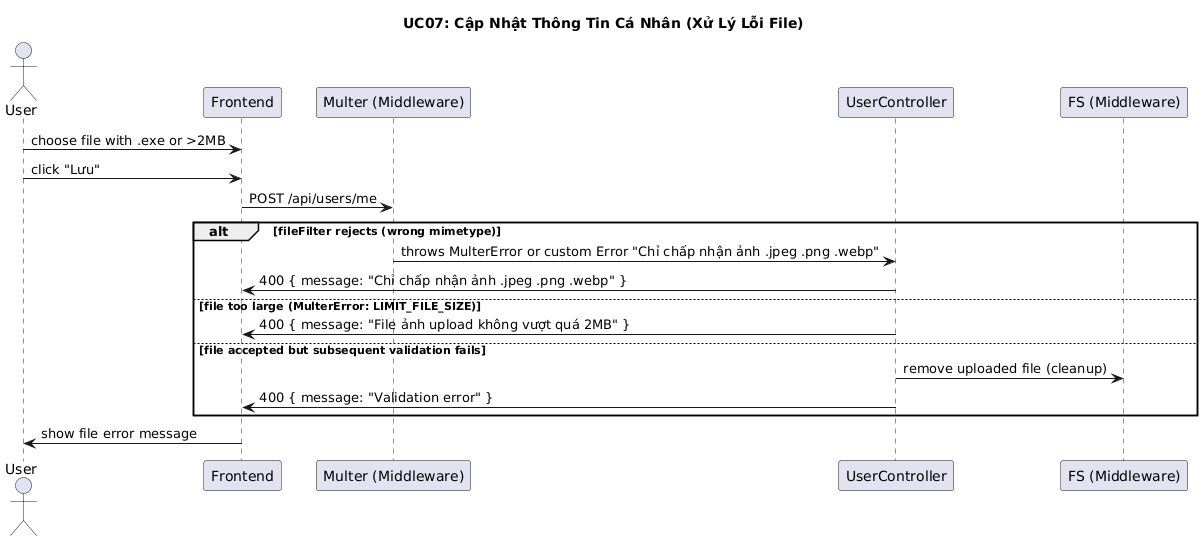 UC07: Cập Nhật Thông Tin Cá Nhân (Xử Lý Lỗi File)
User
Frontend
Multer (Middleware)
UserController
FS (Middleware)
choose file with .exe or >2MB
click "Lưu"
POST /api/users/me
alt
[fileFilter rejects (wrong mimetype)]
throws MulterError or custom Error "Chỉ chấp nhận ảnh .jpeg .png .webp"
400 { message: "Chỉ chấp nhận ảnh .jpeg .png .webp" }
[file too large (MulterError: LIMIT_FILE_SIZE)]
400 { message: "File ảnh upload không vượt quá 2MB" }
[file accepted but subsequent validation fails]
remove uploaded file (cleanup)
400 { message: "Validation error" }
show file error message
User
Frontend
Multer (Middleware)
UserController
FS (Middleware)